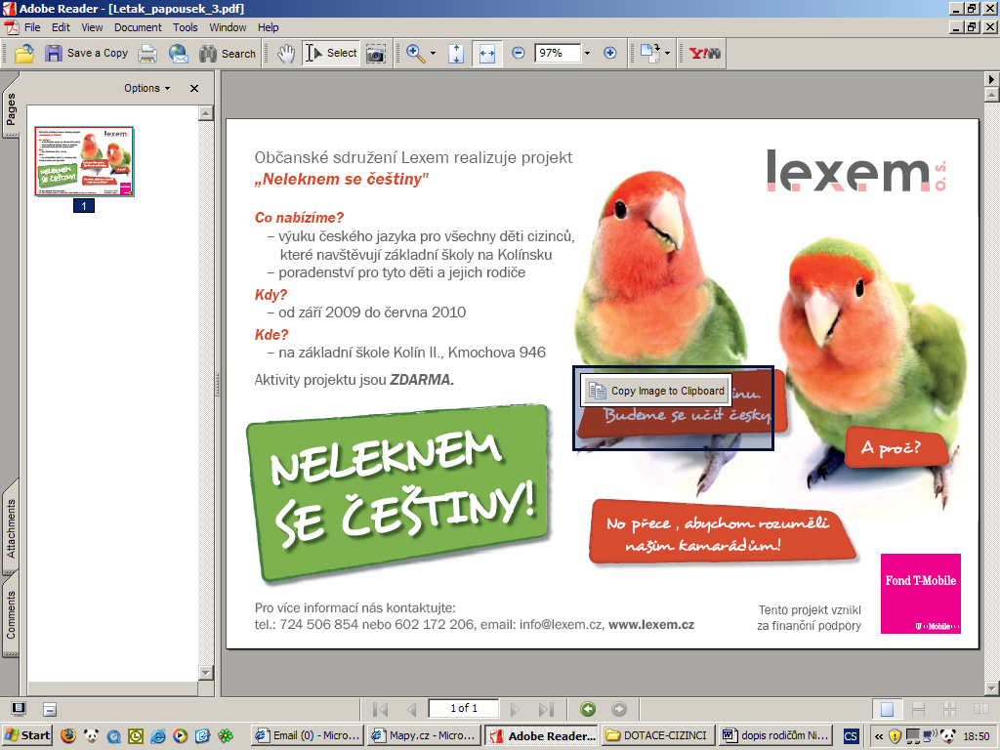 Adobe Reader - [Letak_papousek_3.pdf]
File Edit View Document Tools Window Help
Save a Copy Search Select 97% Y!
Options
Pages
1
Attachments
Comments
lexem o. s.
Občanské sdružení Lexem realizuje projekt
„Neleknem se češtiny"
Co nabízíme?
– výuku českého jazyka pro všechny děti cizinců,
které navštěvují základní školy na Kolínsku
– poradenství pro tyto děti a jejich rodiče
Kdy?
– od září 2009 do června 2010
Kde?
– na základní škole Kolín II., Kmochova 946
Aktivity projektu jsou ZDARMA.
NELEKNEM
SE ČEŠTINY!
Copy Image to Clipboard
Budeme se učit česky.
A proč?
No přece, abychom rozuměli
našim kamarádům!
Fond T-Mobile
T··Mobile···
Pro více informací nás kontaktujte:
tel.: 724 506 854 nebo 602 172 206, email: info@lexem.cz, www.lexem.cz
Tento projekt vznikl
za finanční podpory
1 of 1
Start Email (0) - Micro... Mapy.cz - Microso... Adobe Reader... DOTACE-CIZINCI dopis rodičům Ni... CS « 18:50